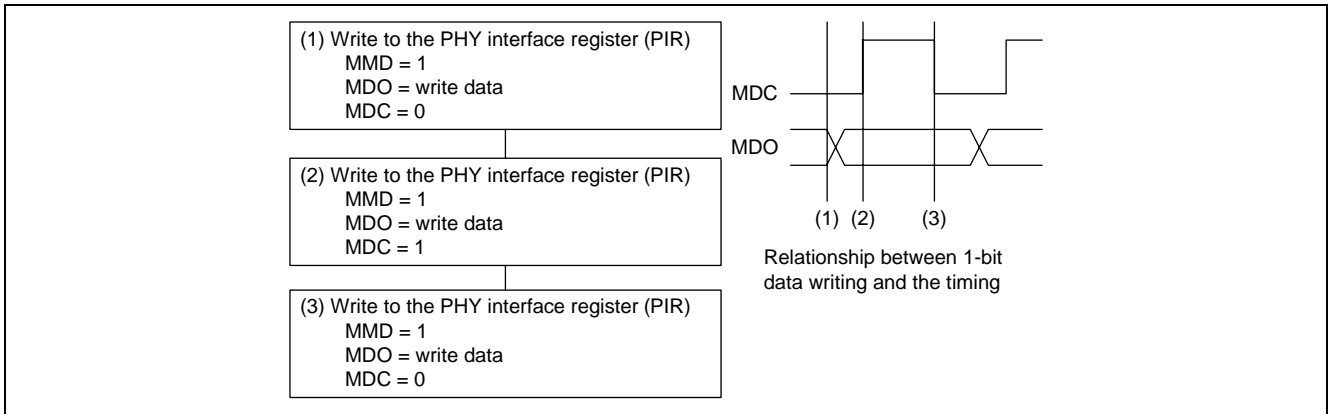 (1) Write to the PHY interface register (PIR)
MMD = 1
MDO = write data
MDC = 0
(2) Write to the PHY interface register (PIR)
MMD = 1
MDO = write data
MDC = 1
(3) Write to the PHY interface register (PIR)
MMD = 1
MDO = write data
MDC = 0
MDC
MDO
(1) (2) (3)
Relationship between 1-bit
data writing and the timing